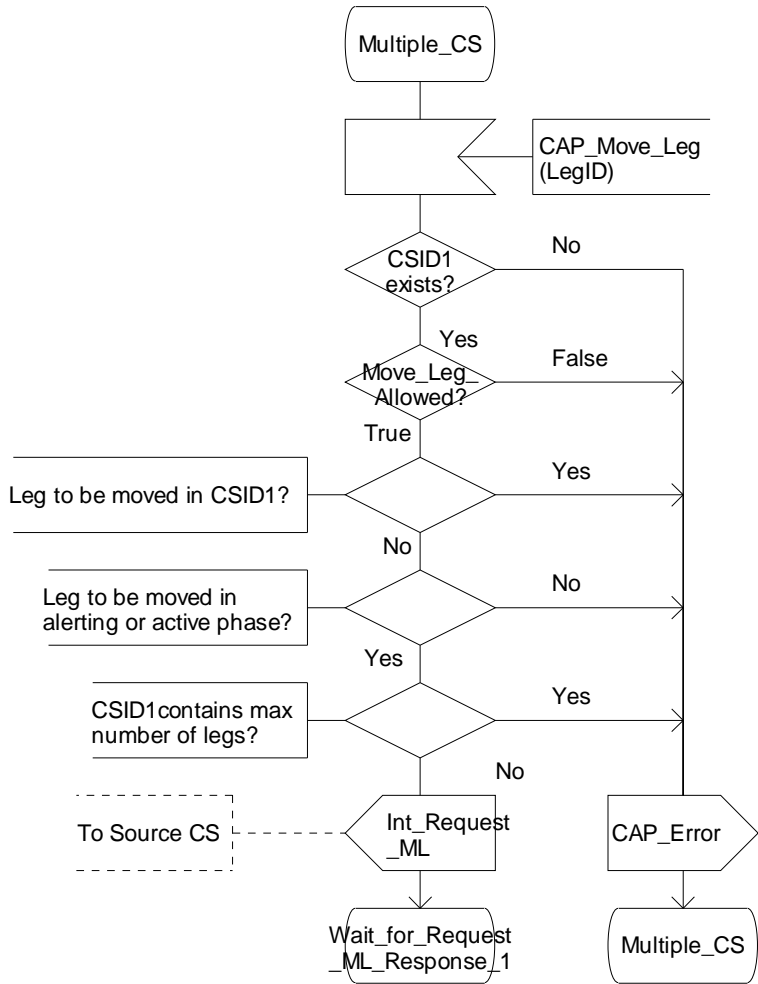 Multiple_CS
CAP_Move_Leg
(LegID)
CSID1
exists?
No
Yes
Move_Leg_
Allowed?
False
True
Leg to be moved in CSID1?
Yes
No
Leg to be moved in
alerting or active phase?
No
Yes
CSID1contains max
number of legs?
Yes
No
To Source CS
Int_Request
_ML
CAP_Error
Wait_for_Request
_ML_Response_1
Multiple_CS